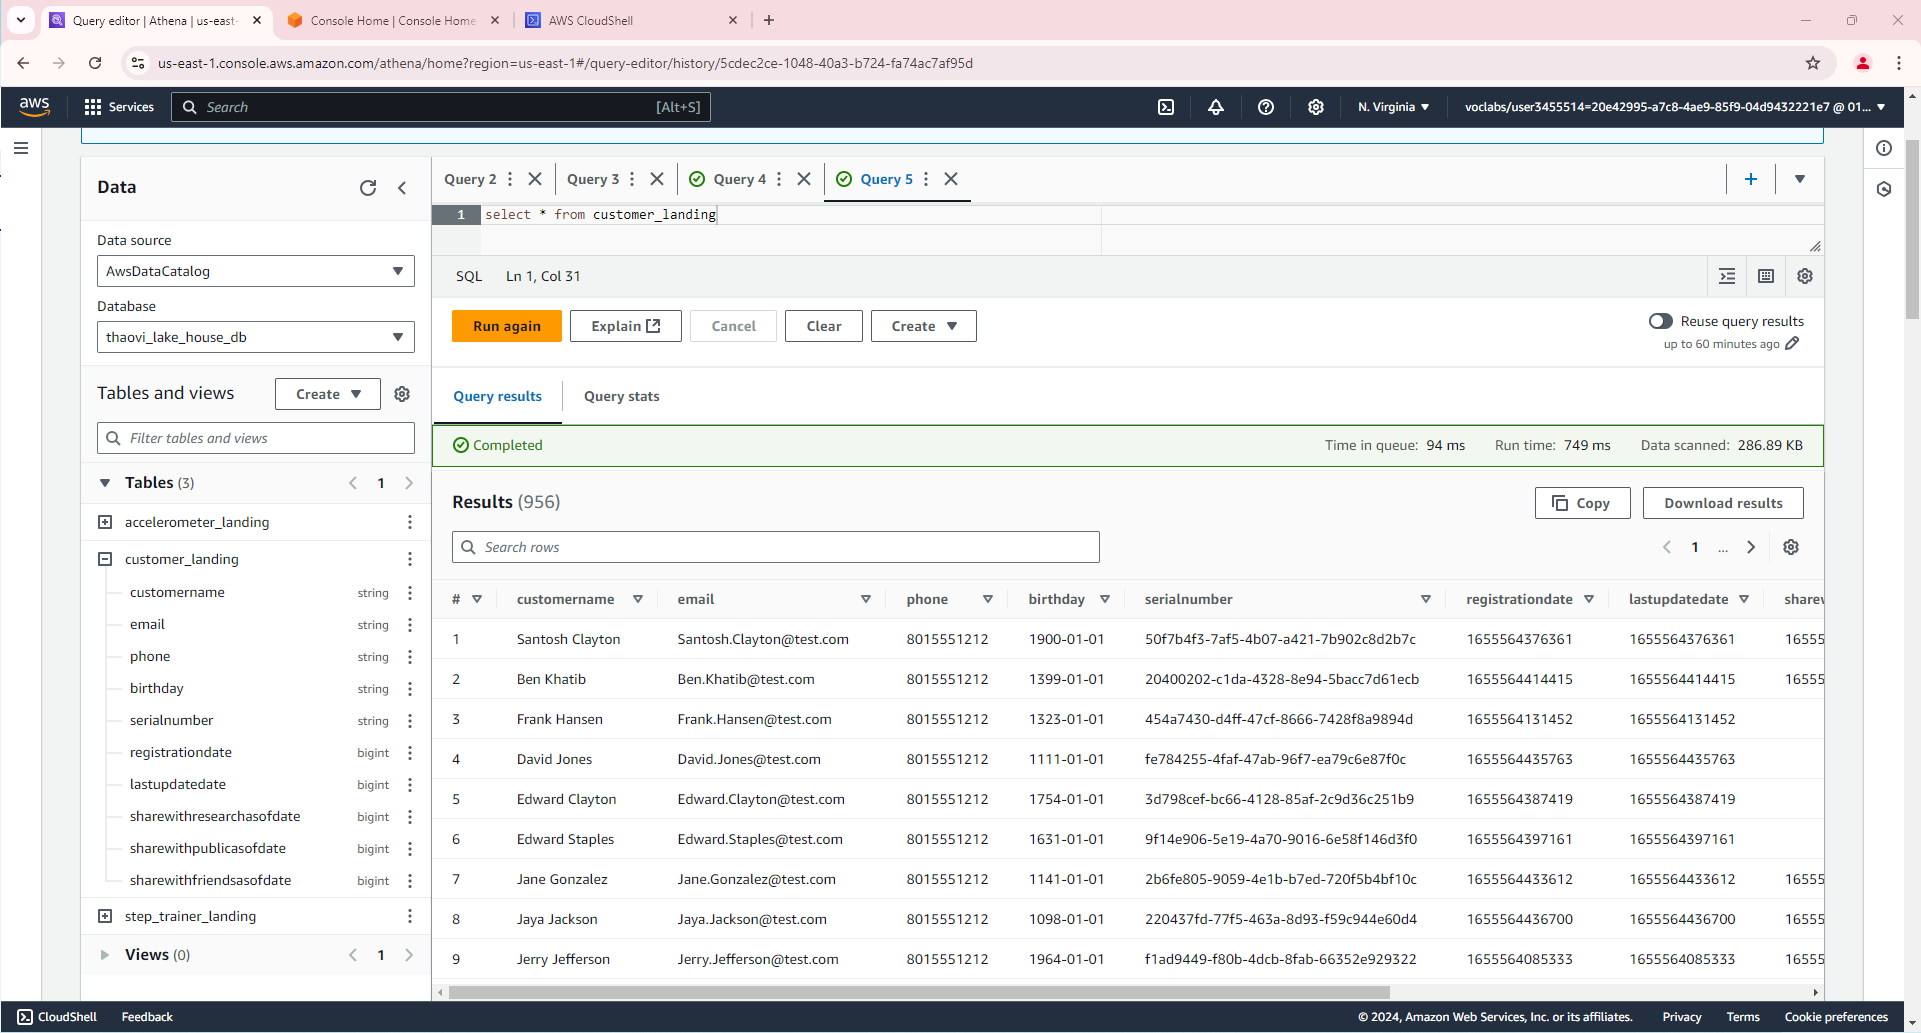 Query editor | Athena | us-east-
Console Home | Console Home
AWS CloudShell
us-east-1.console.aws.amazon.com/athena/home?region=us-east-1#/query-editor/history/5cdec2ce-1048-40a3-b724-fa74ac7af95d
aws Services Search [Alt+S] N. Virginia voclabs/user3455514=20e42995-a7c8-4ae9-85f9-04d9432221e7 @ 01...
Data
Data source
AwsDataCatalog
Database
thaovi_lake_house_db
Tables and views Create
Filter tables and views
Tables (3) 1
accelerometer_landing
customer_landing
customername string
email string
phone string
birthday string
serialnumber string
registrationdate bigint
lastupdatedate bigint
sharewithresearchasofdate bigint
sharewithpublicasofdate bigint
sharewithfriendsasofdate bigint
step_trainer_landing
Views (0) 1
Query 2 Query 3 Query 4 Query 5
1 select * from customer_landing
SQL Ln 1, Col 31
Run again Explain Cancel Clear Create
Reuse query results
up to 60 minutes ago
Query results Query stats
Completed Time in queue: 94 ms Run time: 749 ms Data scanned: 286.89 KB
Results (956) Copy Download results
Search rows 1 ...
# customername email phone birthday serialnumber registrationdate lastupdatedate
1 Santosh Clayton Santosh.Clayton@test.com 8015551212 1900-01-01 50f7b4f3-7af5-4b07-a421-7b902c8d2b7c 1655564376361 1655564376361 16555
2 Ben Khatib Ben.Khatib@test.com 8015551212 1399-01-01 20400202-c1da-4328-8e94-5bacc7d61ecb 1655564414415 1655564414415 16555
3 Frank Hansen Frank.Hansen@test.com 8015551212 1323-01-01 454a7430-d4ff-47cf-8666-7428f8a9894d 1655564131452 1655564131452
4 David Jones David.Jones@test.com 8015551212 1111-01-01 fe784255-4faf-47ab-96f7-ea79c6e87f0c 1655564435763 1655564435763
5 Edward Clayton Edward.Clayton@test.com 8015551212 1754-01-01 3d798cef-bc66-4128-85af-2c9d36c251b9 1655564387419 1655564387419
6 Edward Staples Edward.Staples@test.com 8015551212 1631-01-01 9f14e906-5e19-4a70-9016-6e58f146d3f0 1655564397161 1655564397161
7 Jane Gonzalez Jane.Gonzalez@test.com 8015551212 1141-01-01 2b6fe805-9059-4e1b-b7ed-720f5b4bf10c 1655564433612 1655564433612 16555
8 Jaya Jackson Jaya.Jackson@test.com 8015551212 1098-01-01 220437fd-77f5-463a-8d93-f59c944e60d4 1655564436700 1655564436700 16555
9 Jerry Jefferson Jerry.Jefferson@test.com 8015551212 1964-01-01 f1ad9449-f80b-4dcb-8fab-66352e929322 1655564085333 1655564085333 16555
CloudShell Feedback © 2024, Amazon Web Services, Inc. or its affiliates. Privacy Terms Cookie preferences